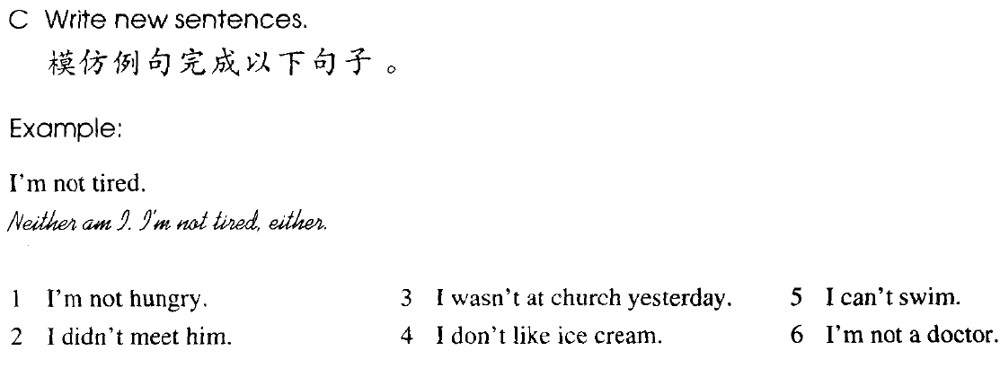 C Write new sentences.
模仿例句完成以下句子。
Example:
I'm not tired.
Neither am I. I'm not tired, either.
1 I'm not hungry.
2 I didn't meet him.
3 I wasn't at church yesterday.
4 I don't like ice cream.
5 I can't swim.
6 I'm not a doctor.